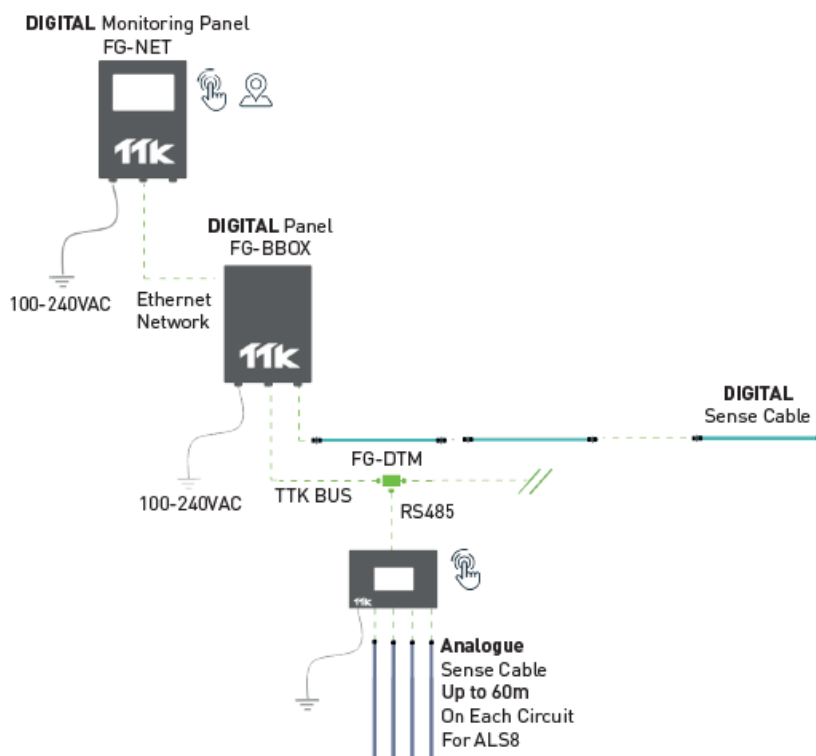 DIGITAL Monitoring Panel
FG-NET
TTK
100-240VAC
Ethernet
Network
DIGITAL Panel
FG-BBOX
TTK
100-240VAC
DIGITAL
Sense Cable
FG-DTM
TTK BUS
RS485
TTK
Analogue
Sense Cable
Up to 60m
On Each Circuit
For ALS8